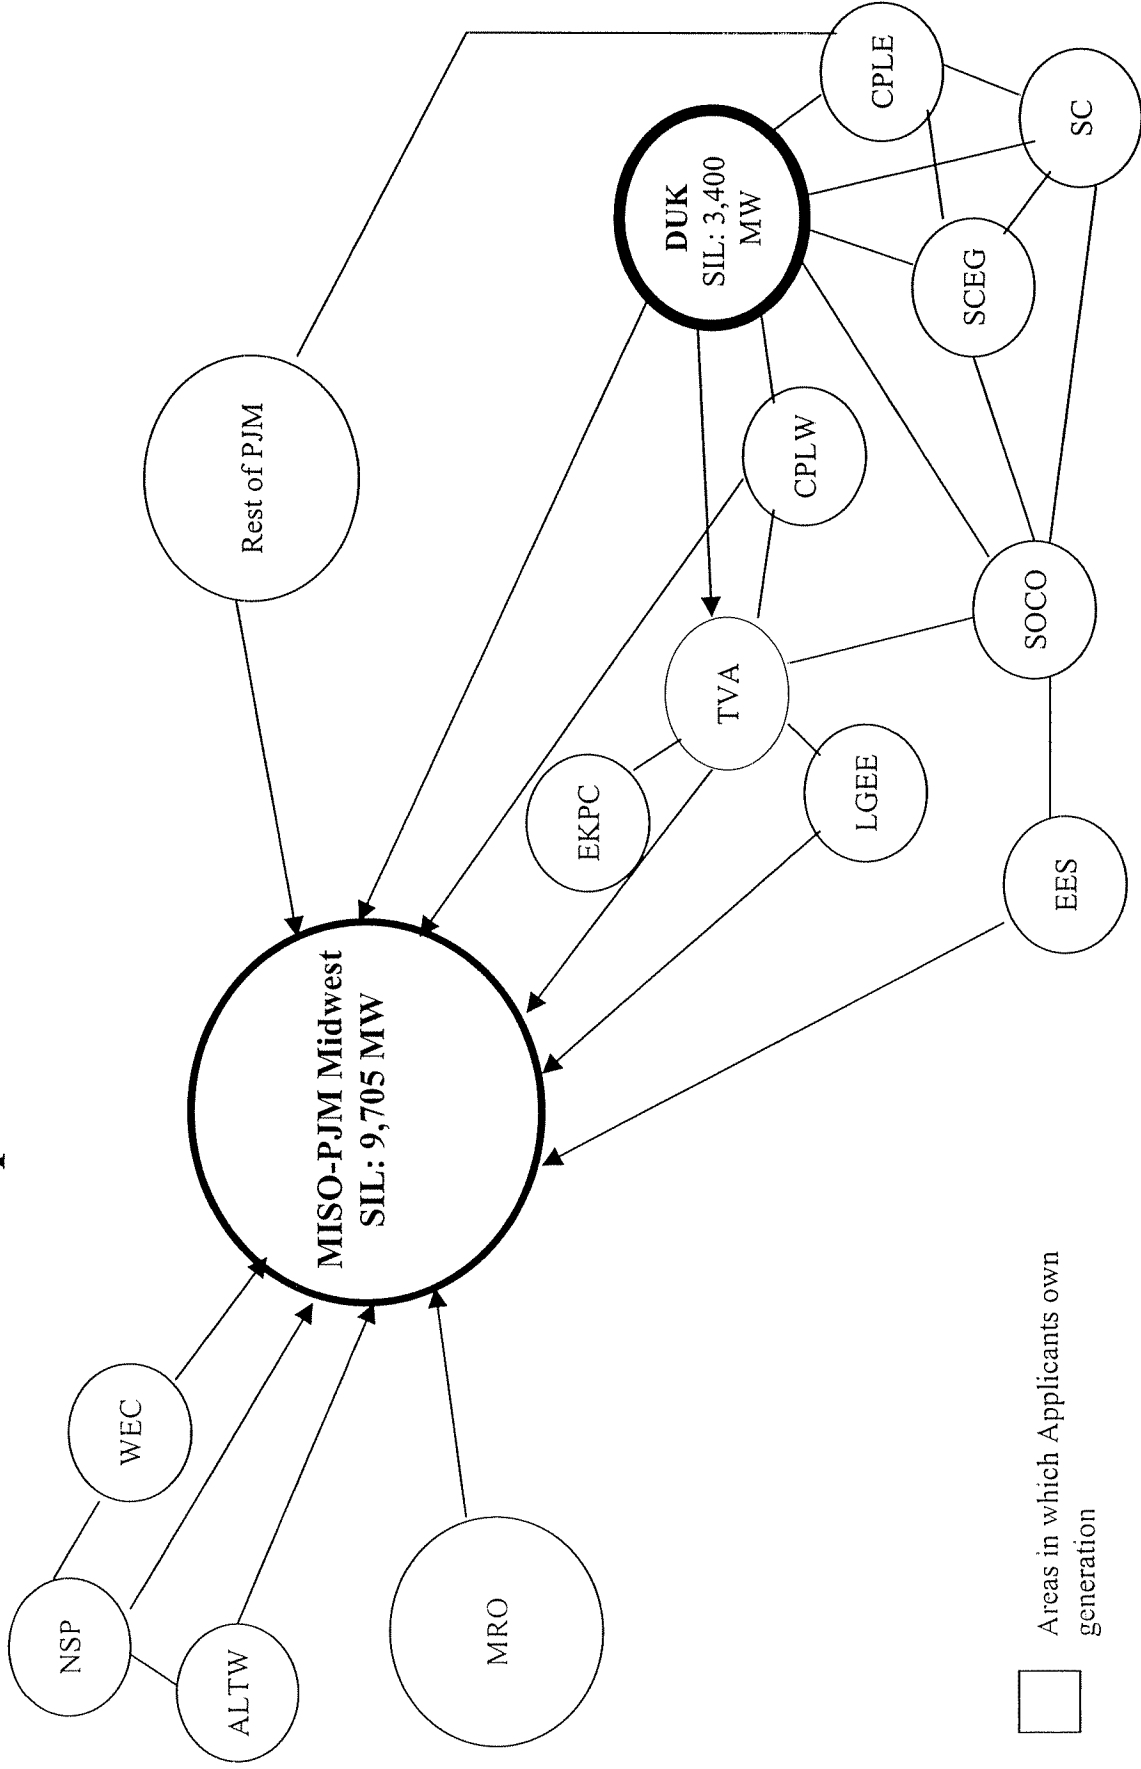 NSP
WEC
ALTW
MRO
MISO-PJM Midwest
SIL: 9,705 MW
Rest of PJM
EKPC
TVA
LGEE
EES
CPLW
DUK
SIL: 3,400
MW
SOCO
SCEG
CPLE
SC
Areas in which Applicants own
generation